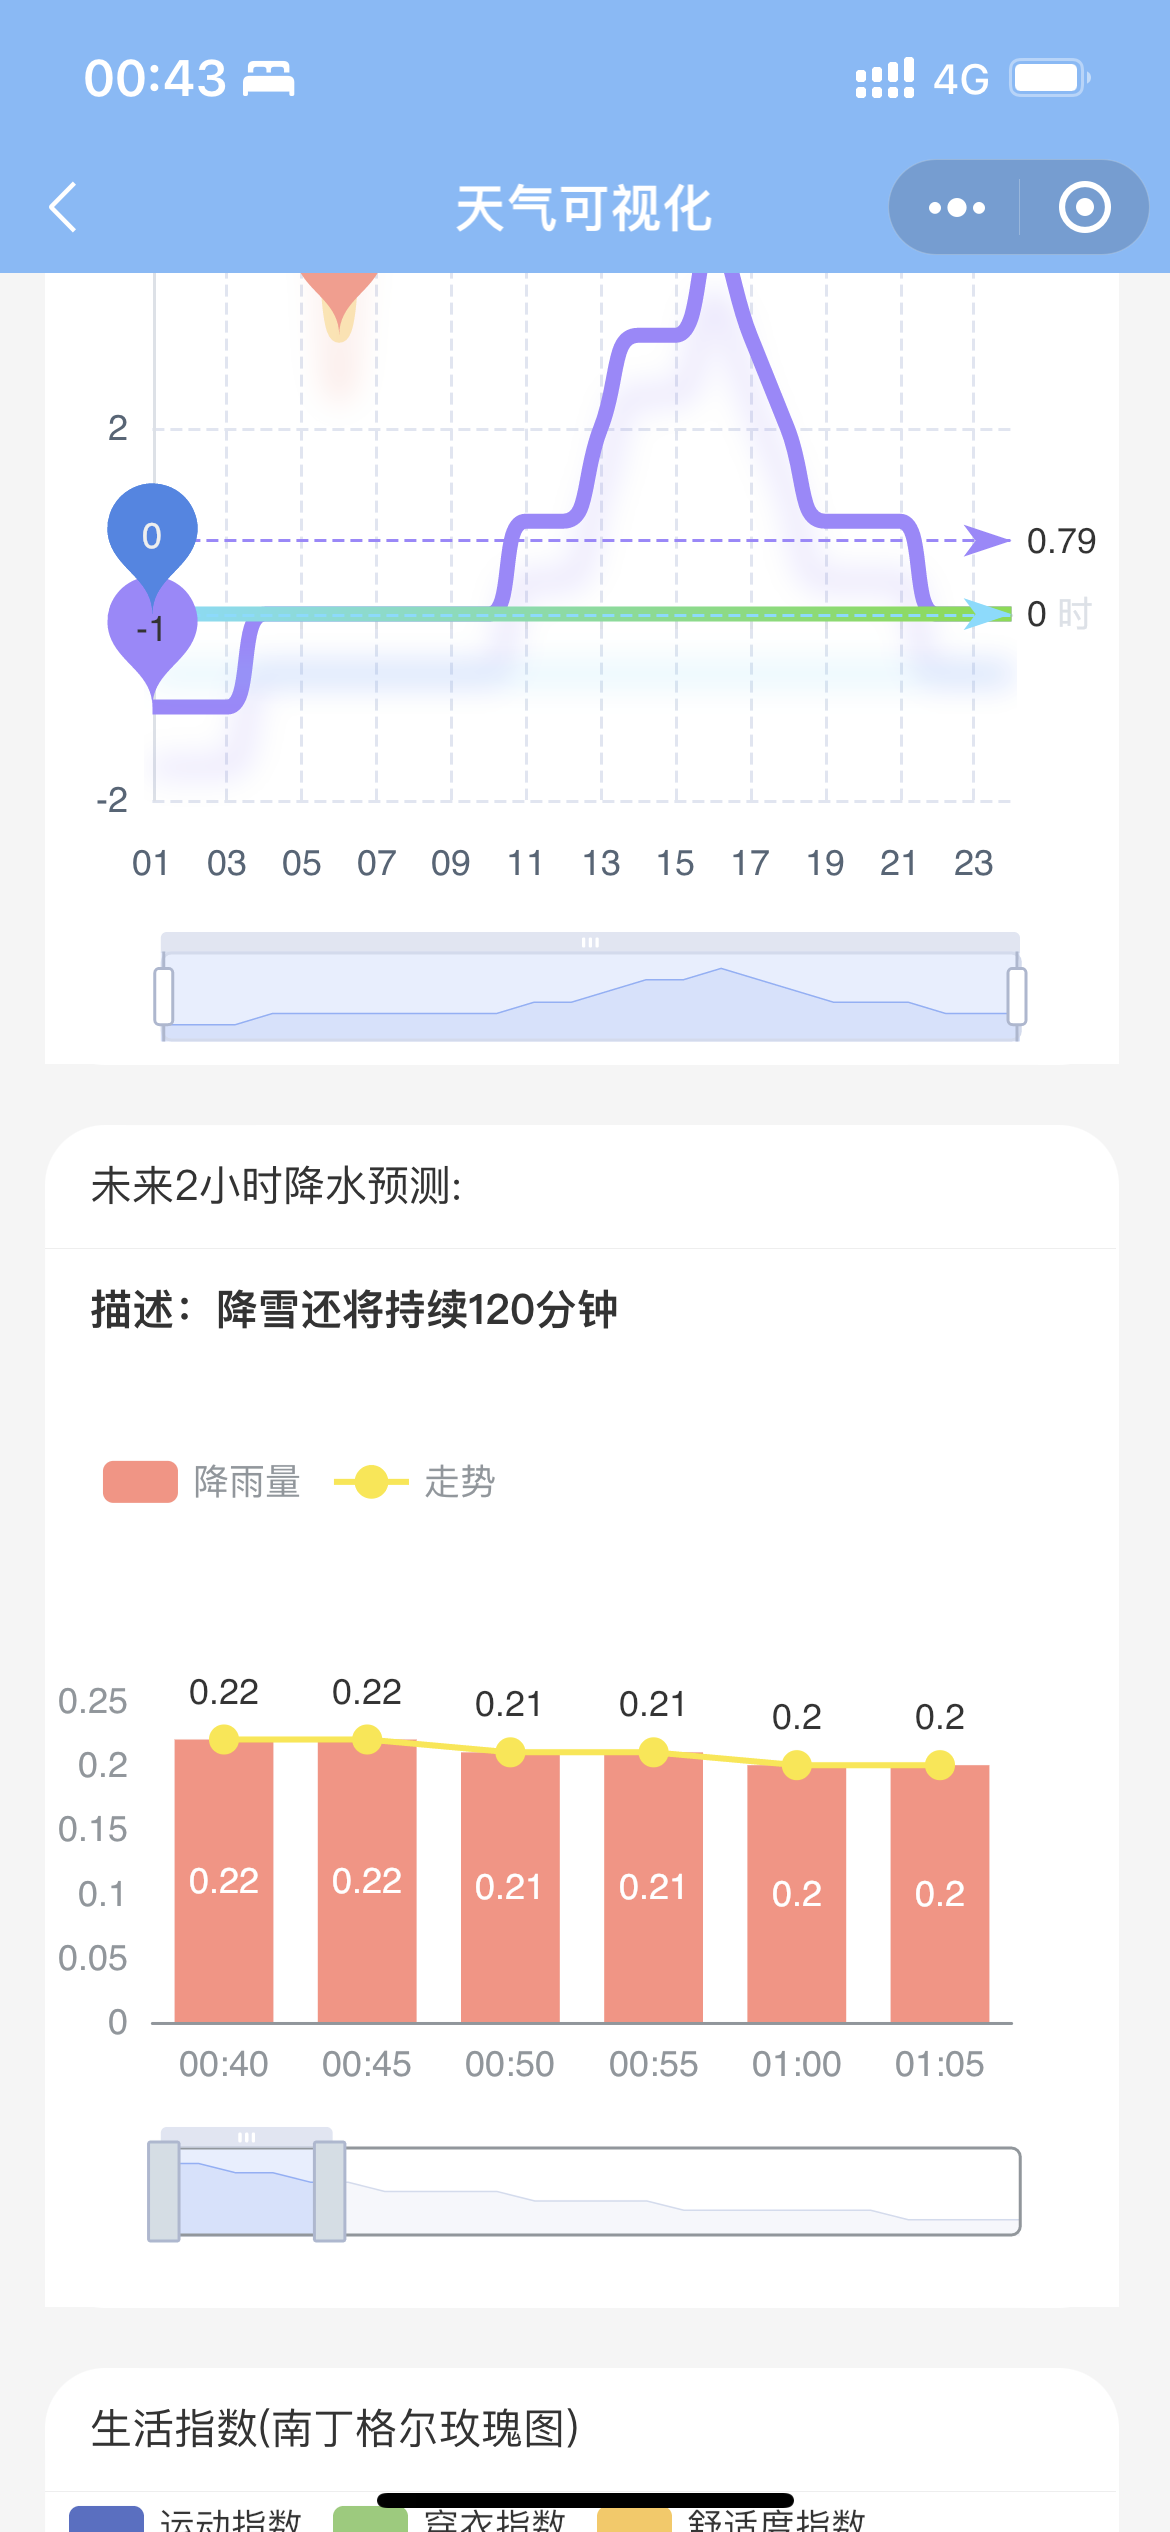 00:43 4G
天气可视化
2
0
0.79
-1
0 时
-2
01 03 05 07 09 11 13 15 17 19 21 23
未来2小时降水预测:
描述：降雪还将持续120分钟
降雨量 走势
0.25
0.22 0.22 0.21 0.21 0.2 0.2
0.2
0.15
0.1
0.22 0.22 0.21 0.21 0.2 0.2
0.05
0
00:40 00:45 00:50 00:55 01:00 01:05
生活指数(南丁格尔玫瑰图)
运动指数 穿衣指数 舒适度指数